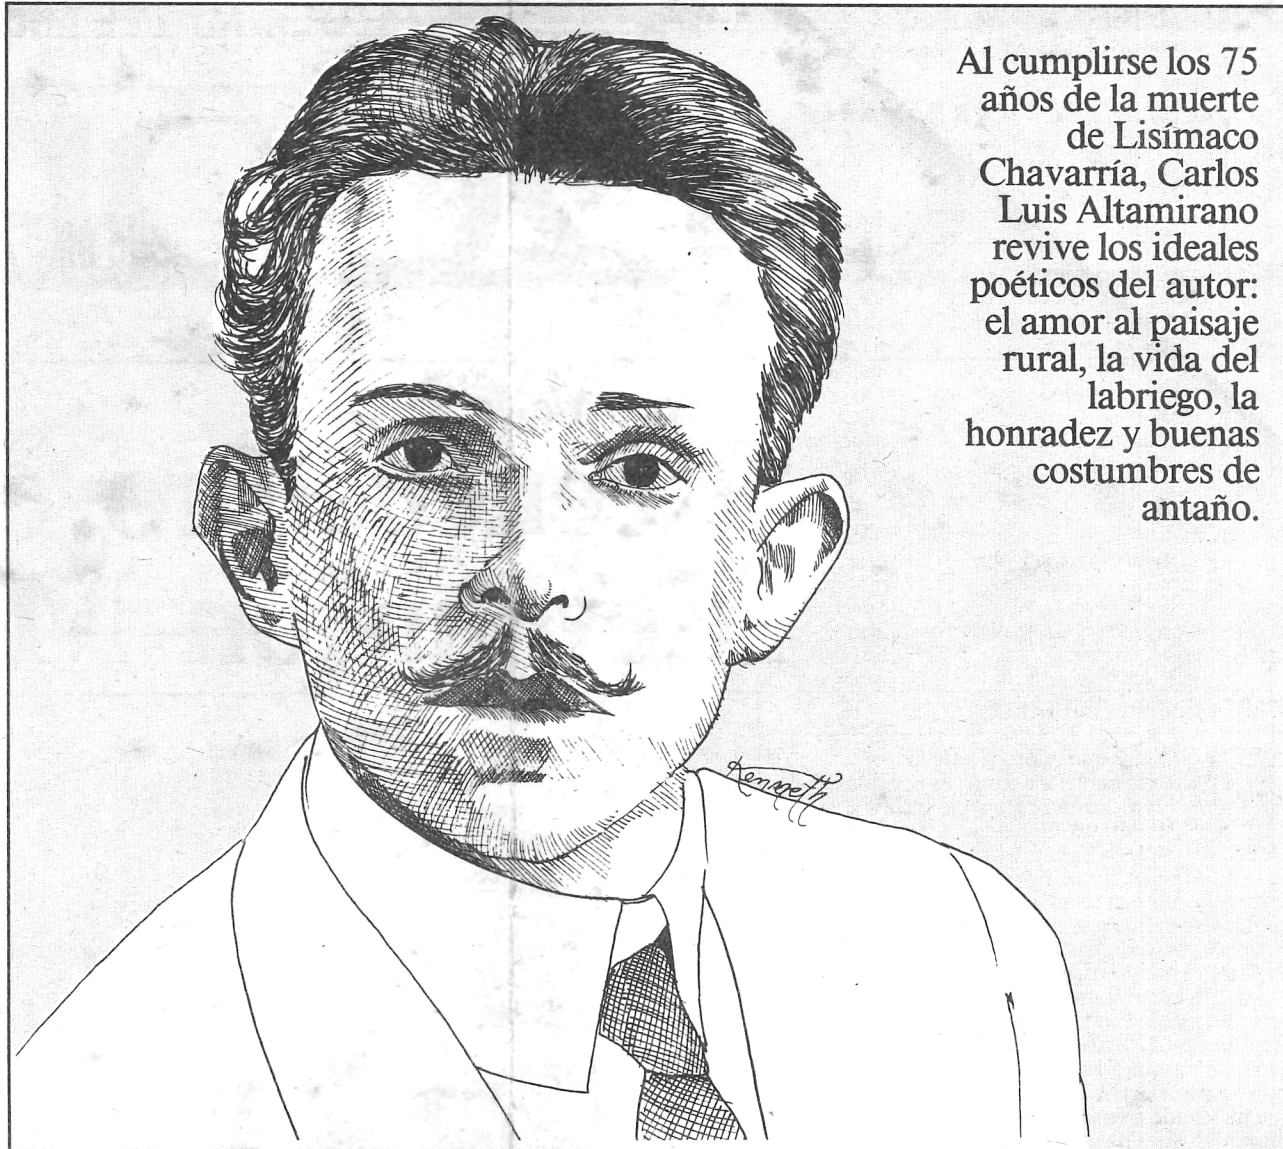 Al cumplirse los 75
años de la muerte
de Lisímaco
Chavarría, Carlos
Luis Altamirano
revive los ideales
poéticos del autor:
el amor al paisaje
rural, la vida del
labriego, la
honradez y buenas
costumbres de
antaño.
Kenneth